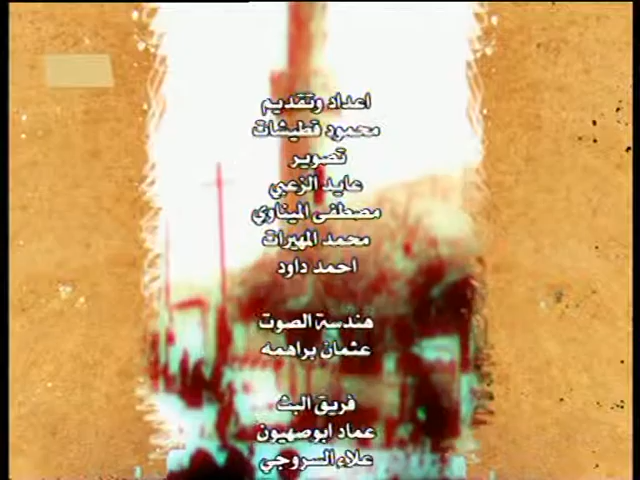 اعداد وتقديم
محمود قطيشات
تصوير
عايد الزعبي
مصطفى الميناوي
محمد المهيرات
احمد داود
هندسة الصوت
عثمان براهمه
فريق البث
عماد ابوصهيون
علاء السروجي